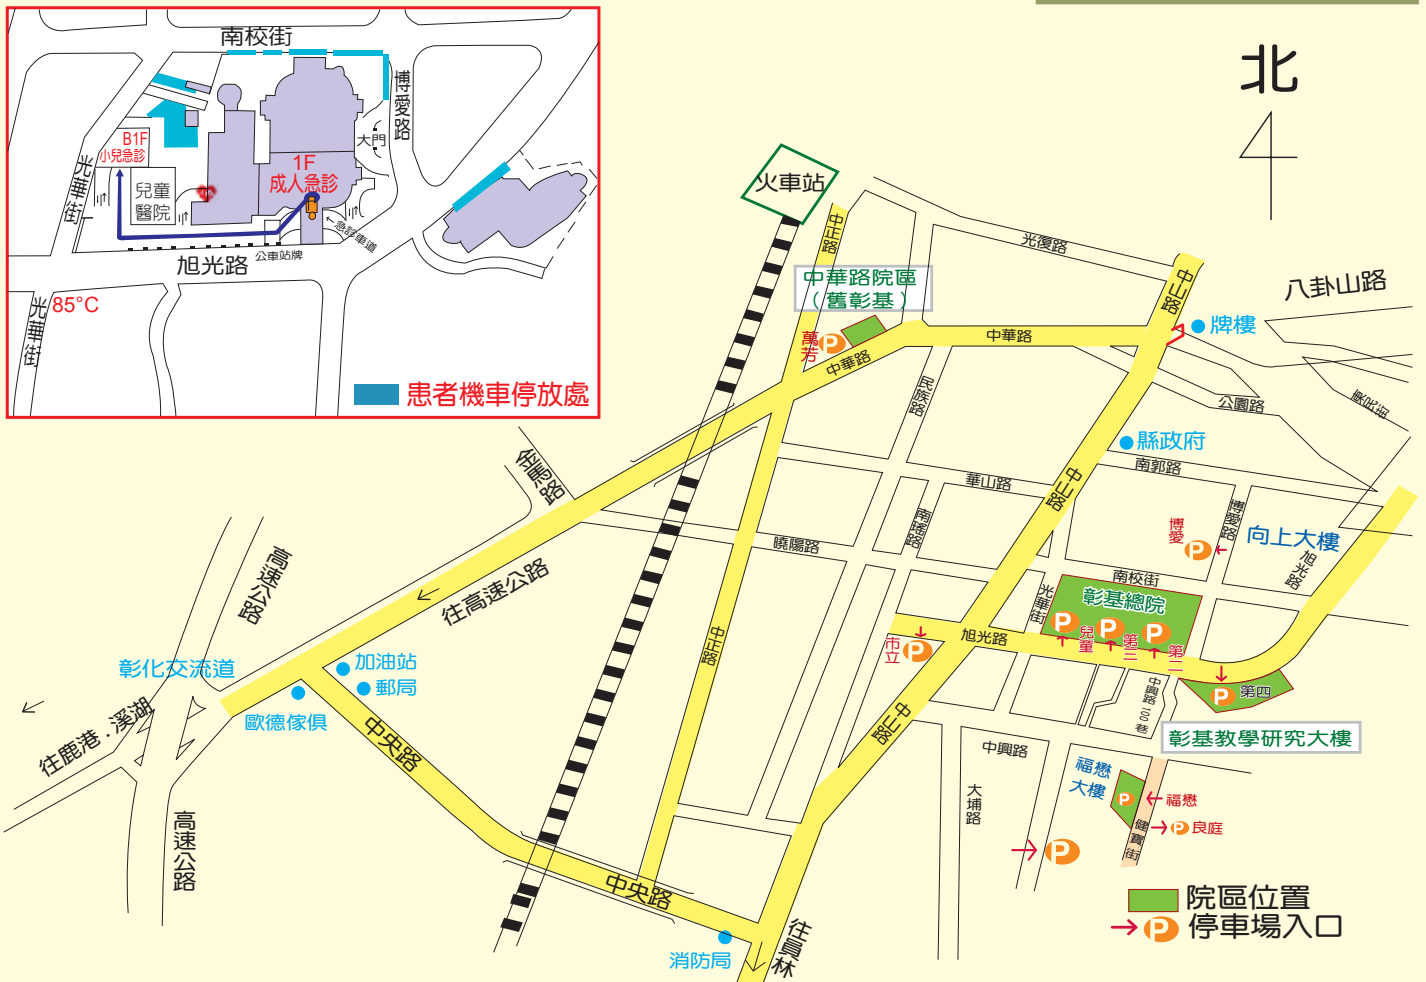 南校街
博愛路
大門
B1F
小兒急診
光華街
兒童
醫院
1F
成人急診
急診車道
公車站牌
旭光路
85°C
光華街
患者機車停放處
北
火車站
中正路
光復路
中山路
八卦山路
中華路院區
(舊彰基)
牌樓
萬芳
P
中華路
中華路
民族路
公園路
縣政府
南郭路
金馬路
華山路
中山路
博愛路
博愛
P
向上大樓
旭光路
南瑤路
曉陽路
高速公路
往高速公路
南校街
彰基總院
光華街
P
P
P
兒童
第三
第二
旭光路
市立
P
中正路
P
第四
中興路100巷
彰化交流道
加油站
郵局
歐德傢俱
往鹿港.溪湖
中央路
中山路
中興路
彰基教學研究大樓
福懋
大樓
P
福懋
P
良庭
健寶街
大埔路
P
高速公路
中央路
院區位置
P
停車場入口
往員林
消防局